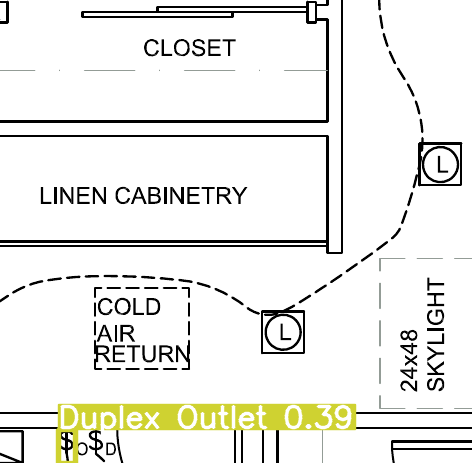 CLOSET
L
LINEN CABINETRY
24x48
SKYLIGHT
COLD
AIR
RETURN
L
Duplex Outlet 0.39
$O $D